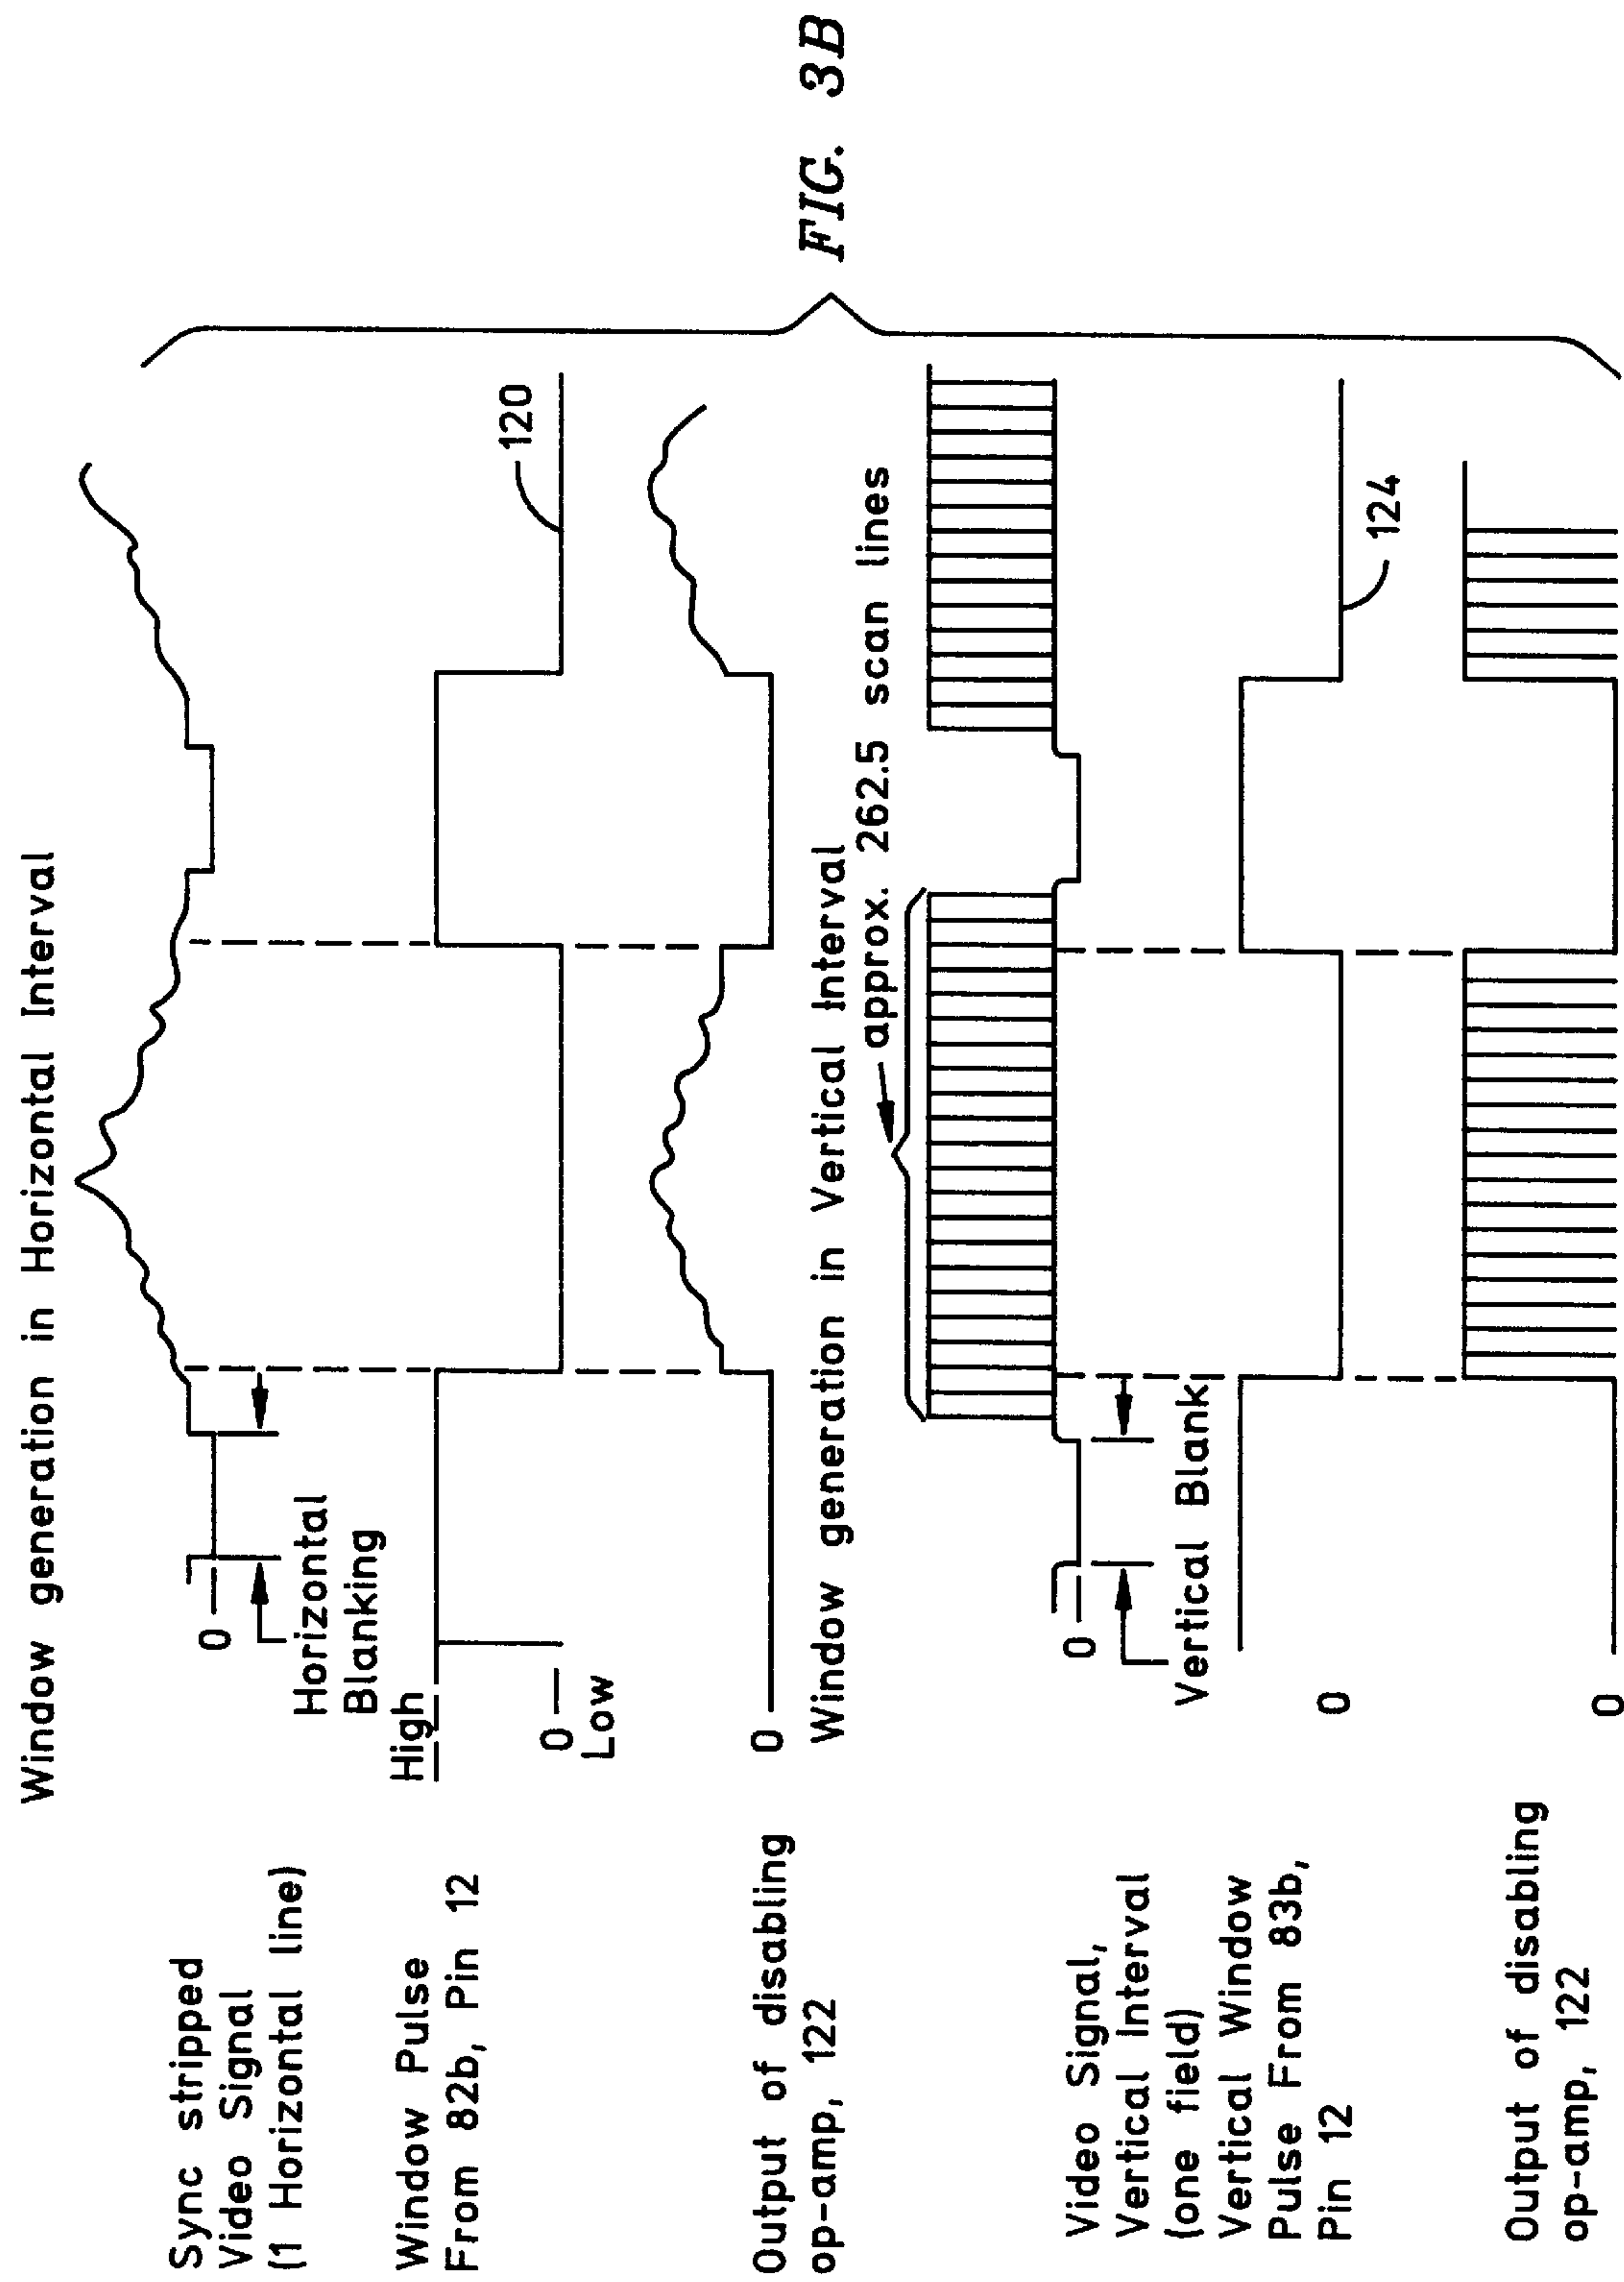 Window generation in Horizontal Interval
Sync stripped
Video Signal
(1 Horizontal line)
0
Horizontal
Blanking
Window Pulse
From 82b, Pin 12
High
0
Low
120
Output of disabling
op-amp, 122
0
FIG. 3B
Window generation in Vertical Interval
approx. 262.5 scan lines
Video Signal,
Vertical Interval
(one field)
0
Vertical Blank
Vertical Window
Pulse From 83b,
Pin 12
0
124
Output of disabling
op-amp, 122
0